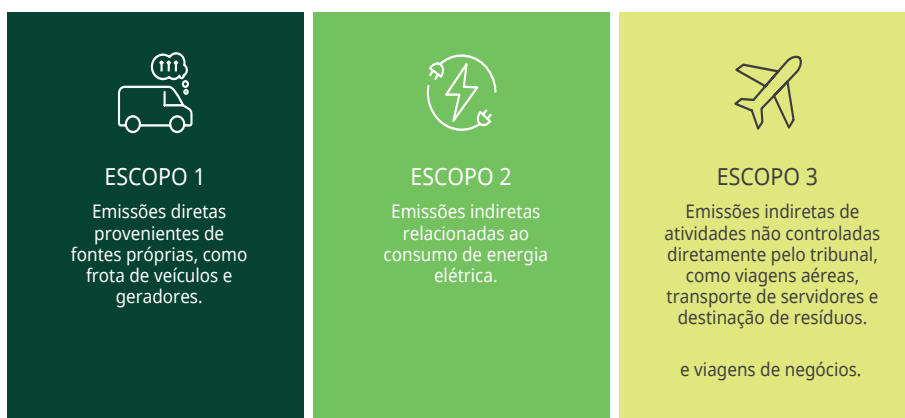 ESCOPO 1
Emissões diretas
provenientes de
fontes próprias, como
frota de veículos e
geradores.
ESCOPO 2
Emissões indiretas
relacionadas ao
consumo de energia
elétrica.
ESCOPO 3
Emissões indiretas de
atividades não controladas
diretamente pelo tribunal,
como viagens aéreas,
transporte de servidores e
destinação de resíduos.
e viagens de negócios.